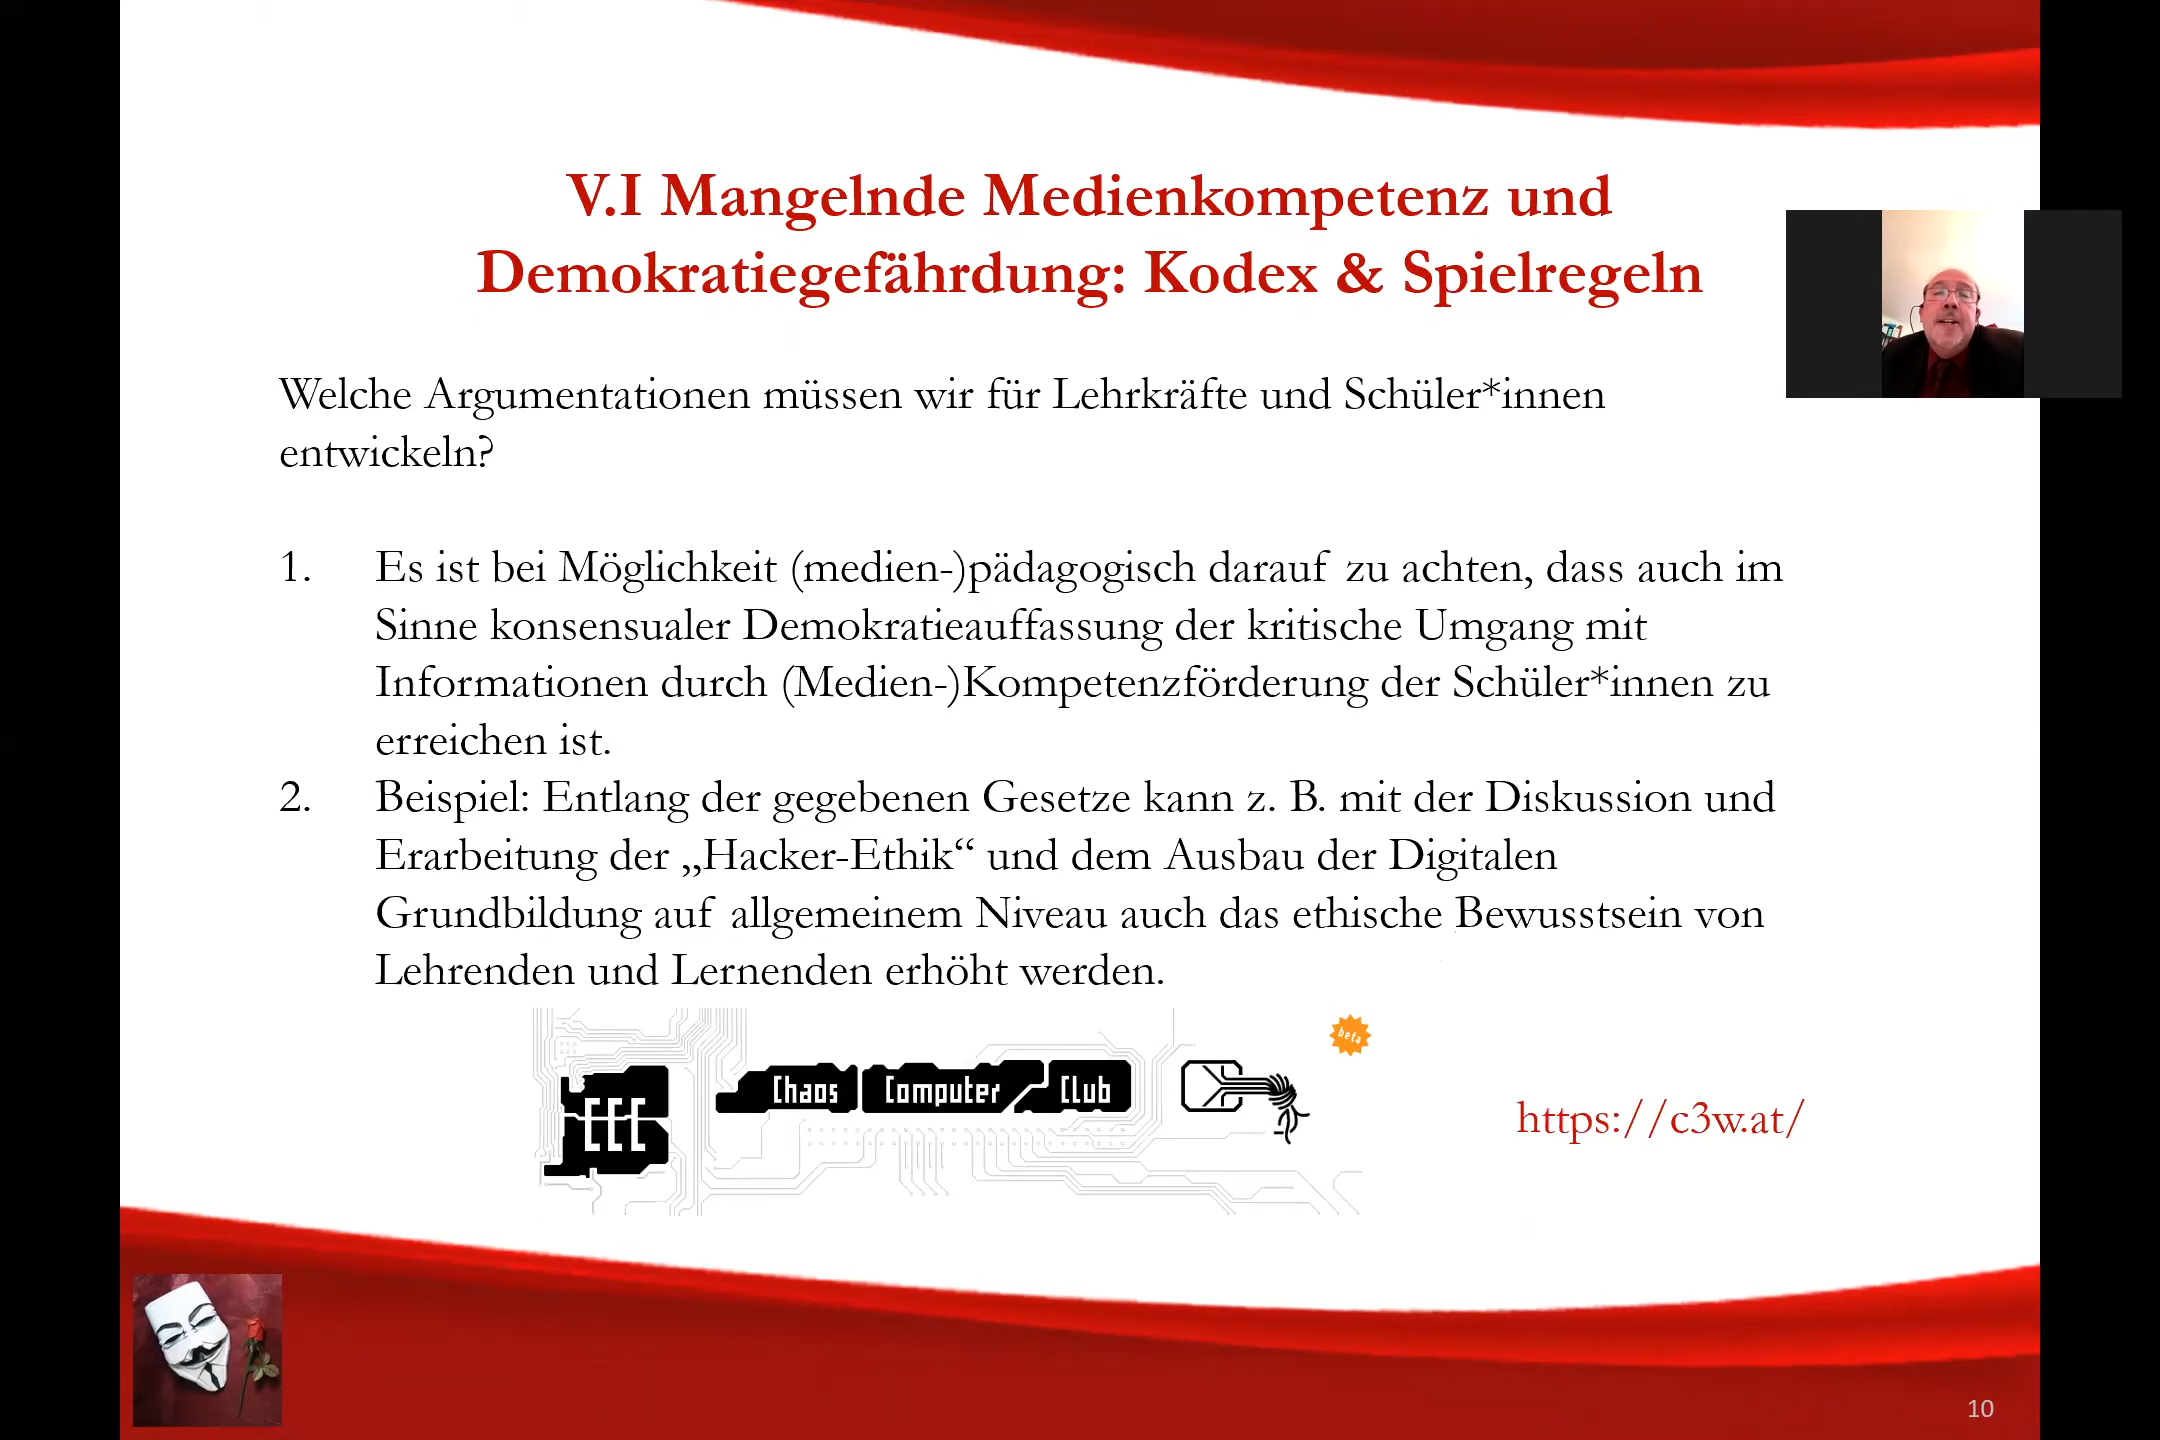 V.I Mangelnde Medienkompetenz und
Demokratiegefährdung: Kodex & Spielregeln
Welche Argumentationen müssen wir für Lehrkräfte und Schüler*innen
entwickeln?
1. Es ist bei Möglichkeit (medien-)pädagogisch darauf zu achten, dass auch im
Sinne konsensualer Demokratieauffassung der kritische Umgang mit
Informationen durch (Medien-)Kompetenzförderung der Schüler*innen zu
erreichen ist.
2. Beispiel: Entlang der gegebenen Gesetze kann z. B. mit der Diskussion und
Erarbeitung der „Hacker-Ethik“ und dem Ausbau der Digitalen
Grundbildung auf allgemeinem Niveau auch das ethische Bewusstsein von
Lehrenden und Lernenden erhöht werden.
beta
CCC
Chaos Computer Club
https://c3w.at/
10